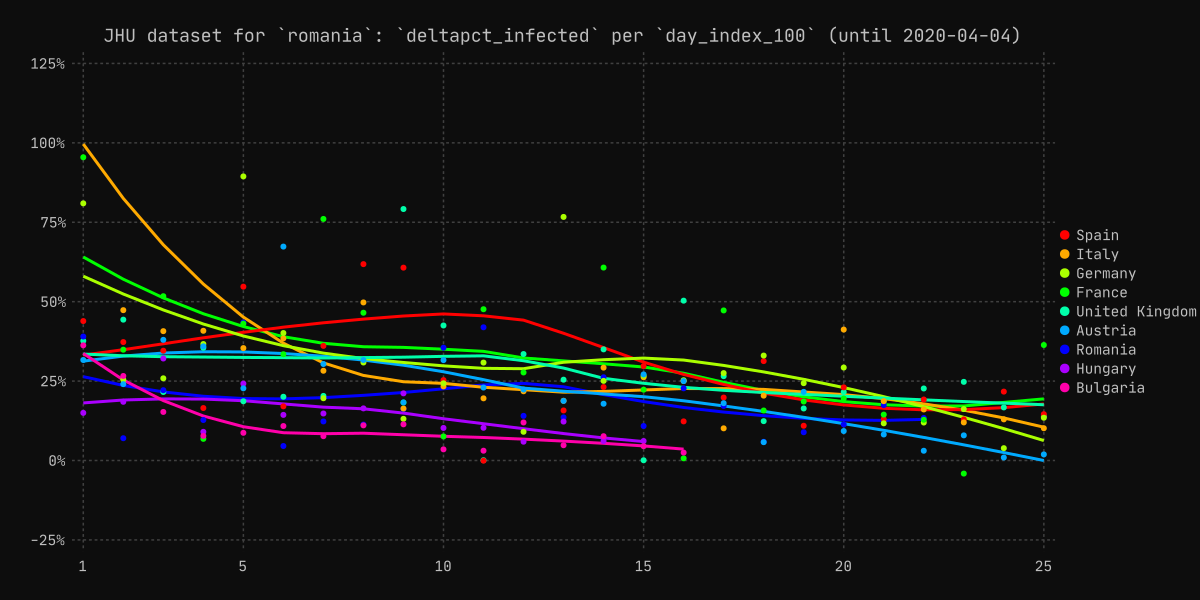 JHU dataset for `romania`: `deltapct_infected` per `day_index_100` (until 2020-04-04)
125%
100%
75%
50%
25%
0%
−25%
1 5 10 15 20 25
Spain
Italy
Germany
France
United Kingdom
Austria
Romania
Hungary
Bulgaria